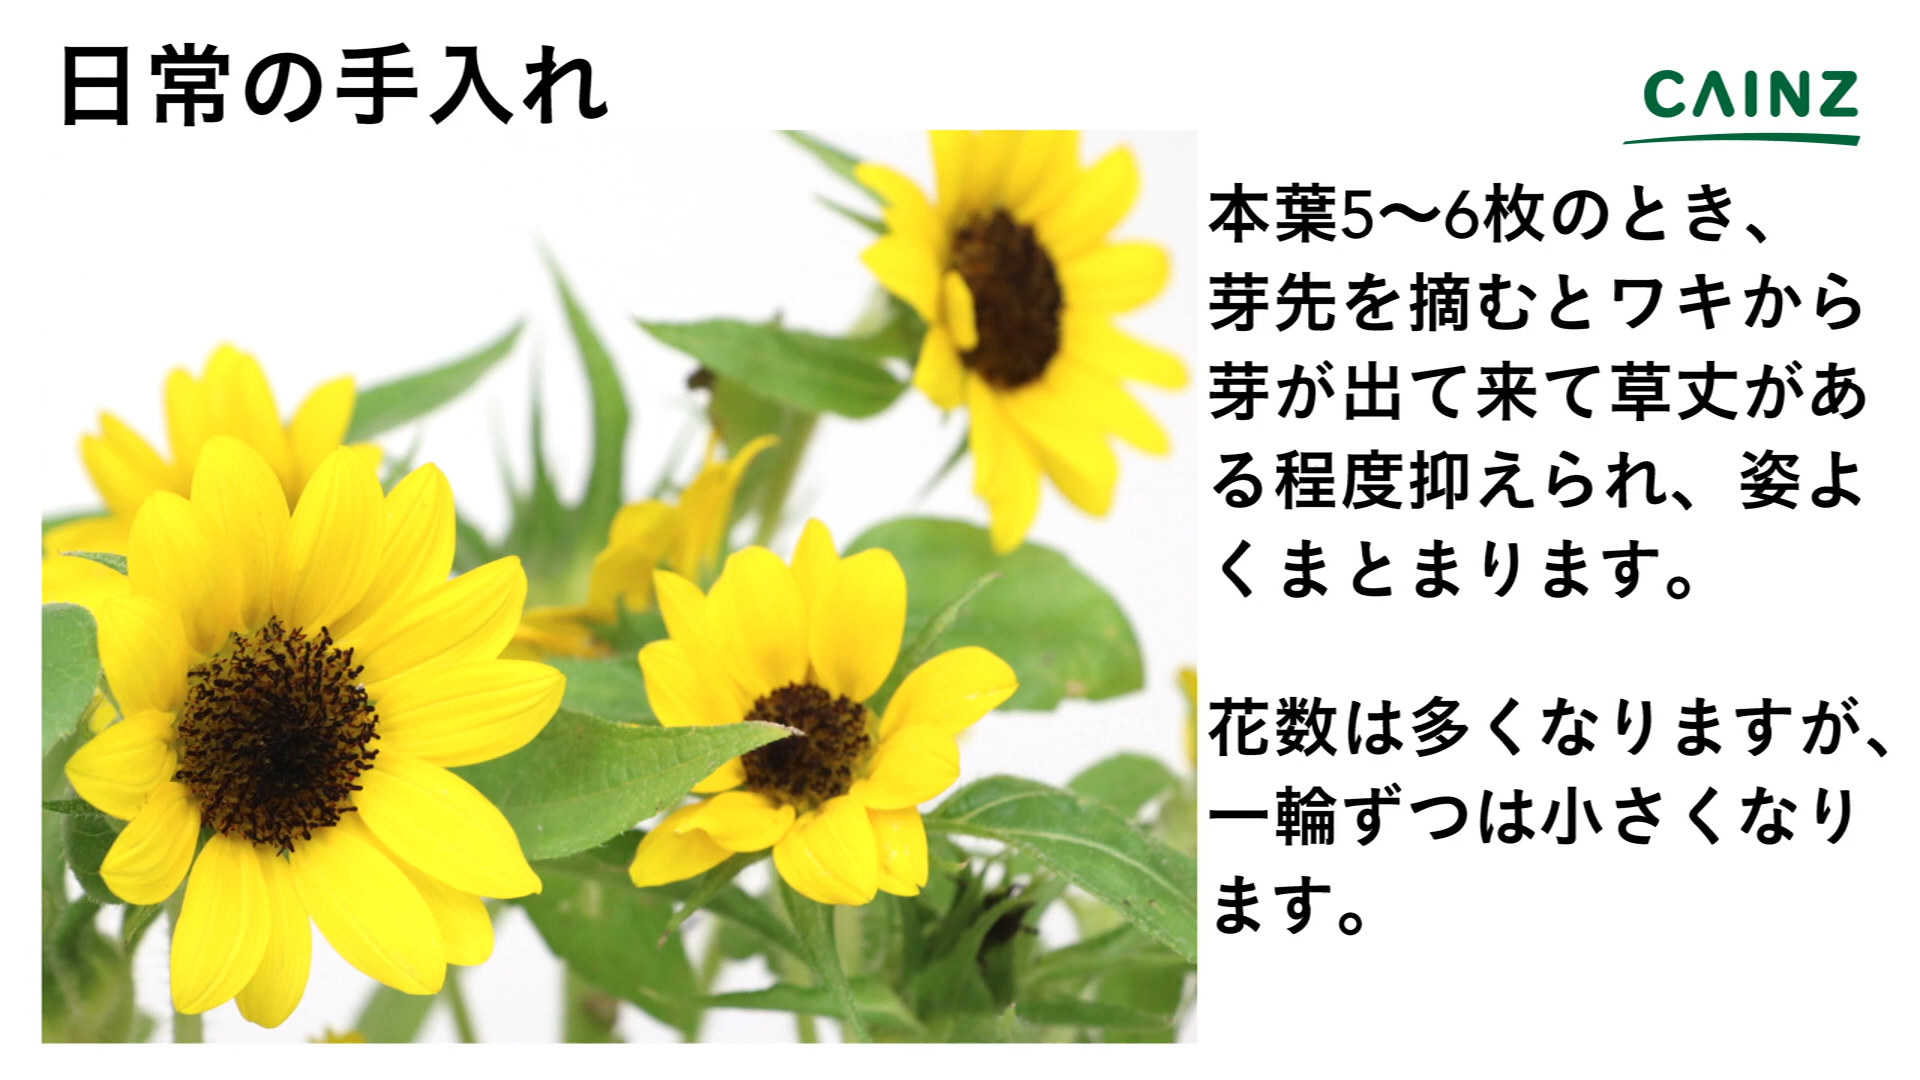 日常の手入れ
CAINZ
本葉5〜6枚のとき、
芽先を摘むとワキから
芽が出て来て草丈があ
る程度抑えられ、姿よ
くまとまります。
花数は多くなりますが、
一輪ずつは小さくなり
ます。